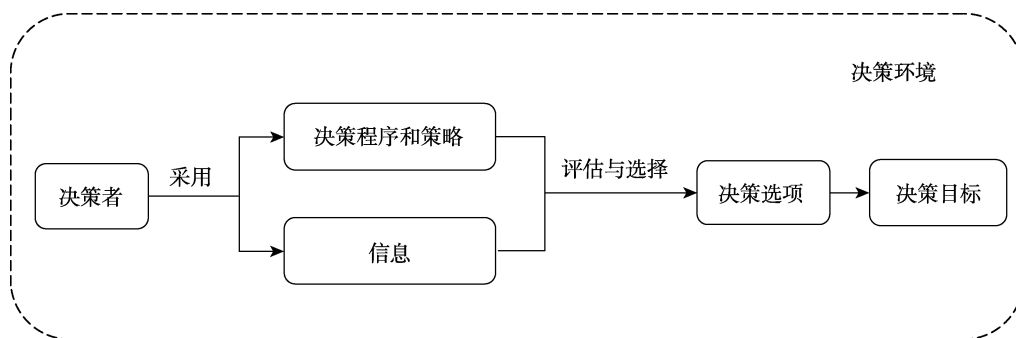 决策环境
决策程序和策略
采用
评估与选择
决策者
决策选项
决策目标
信息